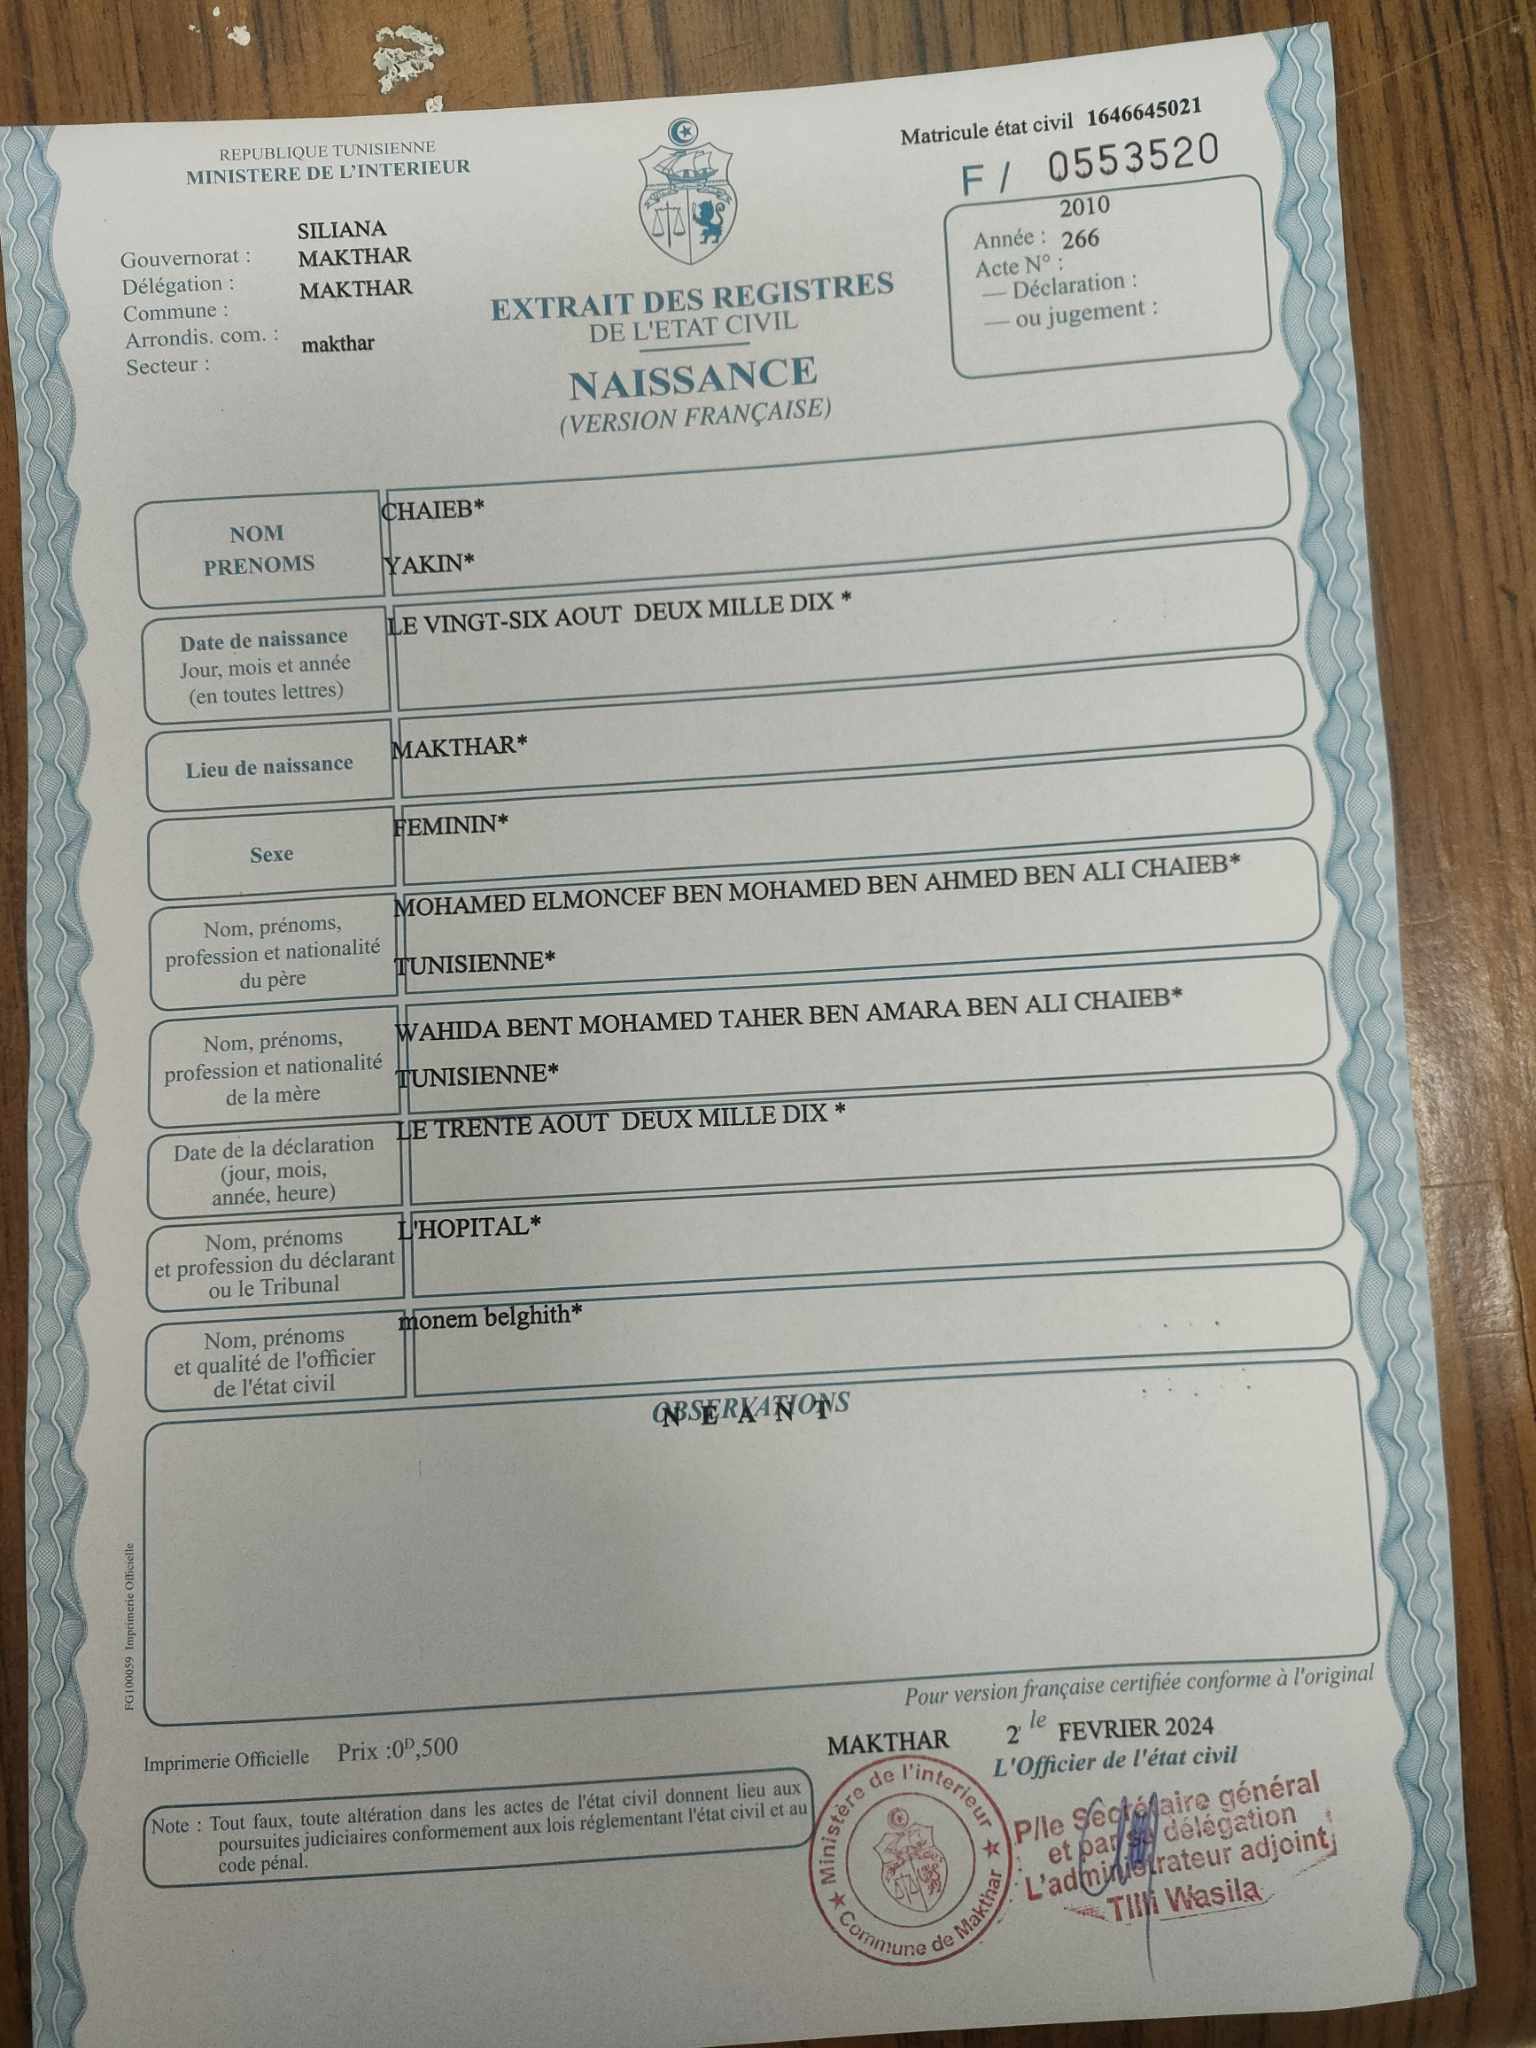 REPUBLIQUE TUNISIENNE
MINISTERE DE L'INTERIEUR
Matricule état civil 1646645021
F / 0553520
SILIANA
Gouvernorat : MAKTHAR
Délégation :
MAKTHAR
Commune :
Arrondis. com. :
makthar
Secteur :
2010
Année : 266
Acte N° :
— Déclaration :
— ou jugement :
EXTRAIT DES REGISTRES
DE L'ETAT CIVIL
NAISSANCE
(VERSION FRANÇAISE)
NOM
PRENOMS
CHAIEB*
YAKIN*
Date de naissance
Jour, mois et année
(en toutes lettres)
LE VINGT-SIX AOUT DEUX MILLE DIX *
Lieu de naissance
MAKTHAR*
Sexe
FEMININ*
Nom, prénoms,
profession et nationalité
du père
MOHAMED ELMONCEF BEN MOHAMED BEN AHMED BEN ALI CHAIEB*
TUNISIENNE*
Nom, prénoms,
profession et nationalité
de la mère
WAHIDA BENT MOHAMED TAHER BEN AMARA BEN ALI CHAIEB*
TUNISIENNE*
Date de la déclaration
(jour, mois,
année, heure)
LE TRENTE AOUT DEUX MILLE DIX *
Nom, prénoms
et profession du déclarant
ou le Tribunal
L'HOPITAL*
Nom, prénoms
et qualité de l'officier
de l'état civil
monem belghith*
OBSERVATIONS
N E A N T
FG100059 Imprimerie Officielle
Pour version française certifiée conforme à l'original
Imprimerie Officielle Prix :0ᴰ,500
MAKTHAR 2 le FEVRIER 2024
L'Officier de l'état civil
Note : Tout faux, toute altération dans les actes de l'état civil donnent lieu aux
poursuites judiciaires conformement aux lois réglementant l'état civil et au
code pénal.
Ministère de l'interieur
Commune de Makthar
P/le Secrétaire général
et par sa délégation
L'administrateur adjoint
Tlili Wasila